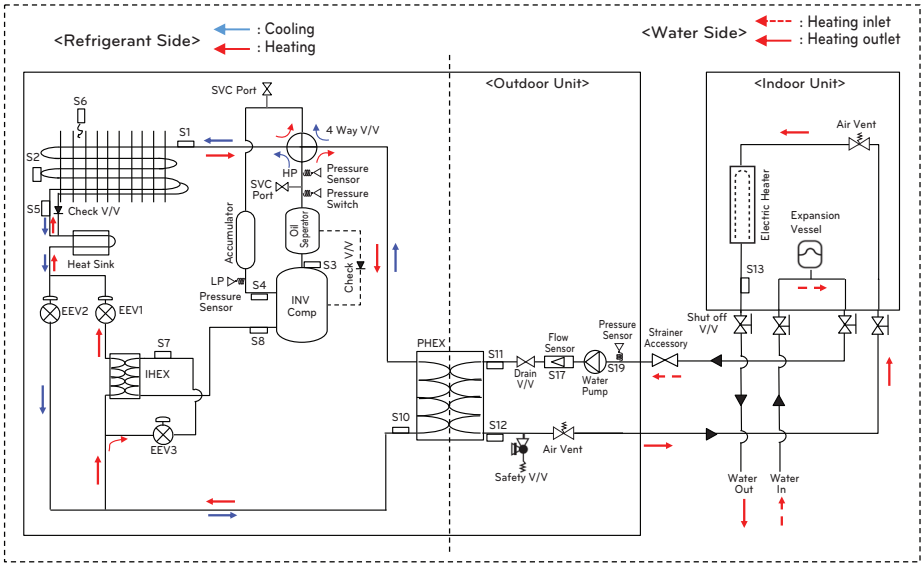 <Refrigerant Side>
: Cooling
: Heating
<Water Side>
: Heating inlet
: Heating outlet
<Outdoor Unit>
<Indoor Unit>
SVC Port
S6
S1
4 Way V/V
Air Vent
S2
HP
Pressure
Sensor
SVC
Port
Pressure
Switch
S5
Check V/V
Accumulator
Oil
Seperator
Electric Heater
Expansion
Vessel
Heat Sink
Check V/V
S3
LP
Pressure
Sensor
S4
INV
Comp
S13
EEV2
EEV1
S8
Shut off
V/V
S7
IHEX
PHEX
S11
Drain
V/V
Flow
Sensor
S17
Water
Pump
Pressure
Sensor
S19
Strainer
Accessory
EEV3
S10
S12
Safety V/V
Air Vent
Water
Out
Water
In